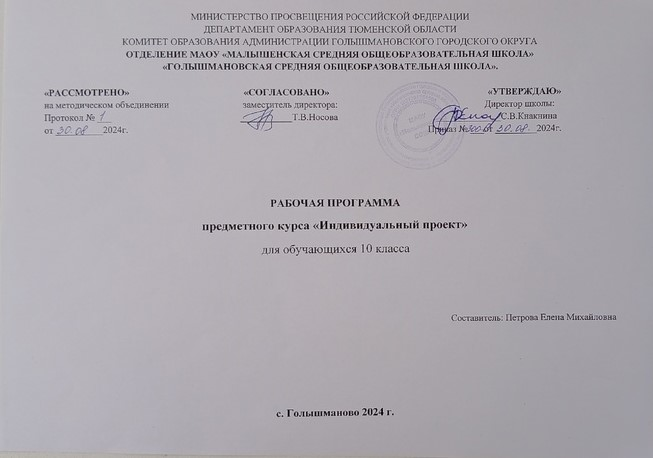 МИНИСТЕРСТВО ПРОСВЕЩЕНИЯ РОССИЙСКОЙ ФЕДЕРАЦИИ
ДЕПАРТАМЕНТ ОБРАЗОВАНИЯ ТЮМЕНСКОЙ ОБЛАСТИ
КОМИТЕТ ОБРАЗОВАНИЯ АДМИНИСТРАЦИИ ГОЛЫШМАНОВСКОГО ГОРОДСКОГО ОКРУГА
ОТДЕЛЕНИЕ МАОУ «МАЛЫШЕНСКАЯ СРЕДНЯЯ ОБЩЕОБРАЗОВАТЕЛЬНАЯ ШКОЛА»
«ГОЛЫШМАНОВСКАЯ СРЕДНЯЯ ОБЩЕОБРАЗОВАТЕЛЬНАЯ ШКОЛА».
«РАССМОТРЕНО»
на методическом объединении
Протокол № 1
от 30.08 2024г.
«СОГЛАСОВАНО»
заместитель директора:
Т.В.Носова
«УТВЕРЖДАЮ»
Директор школы:
С.В.Киакнина
Приказ № от 30.08 2024г.
РАБОЧАЯ ПРОГРАММА
предметного курса «Индивидуальный проект»
для обучающихся 10 класса
Составитель: Петрова Елена Михайловна
с. Голышманово 2024 г.